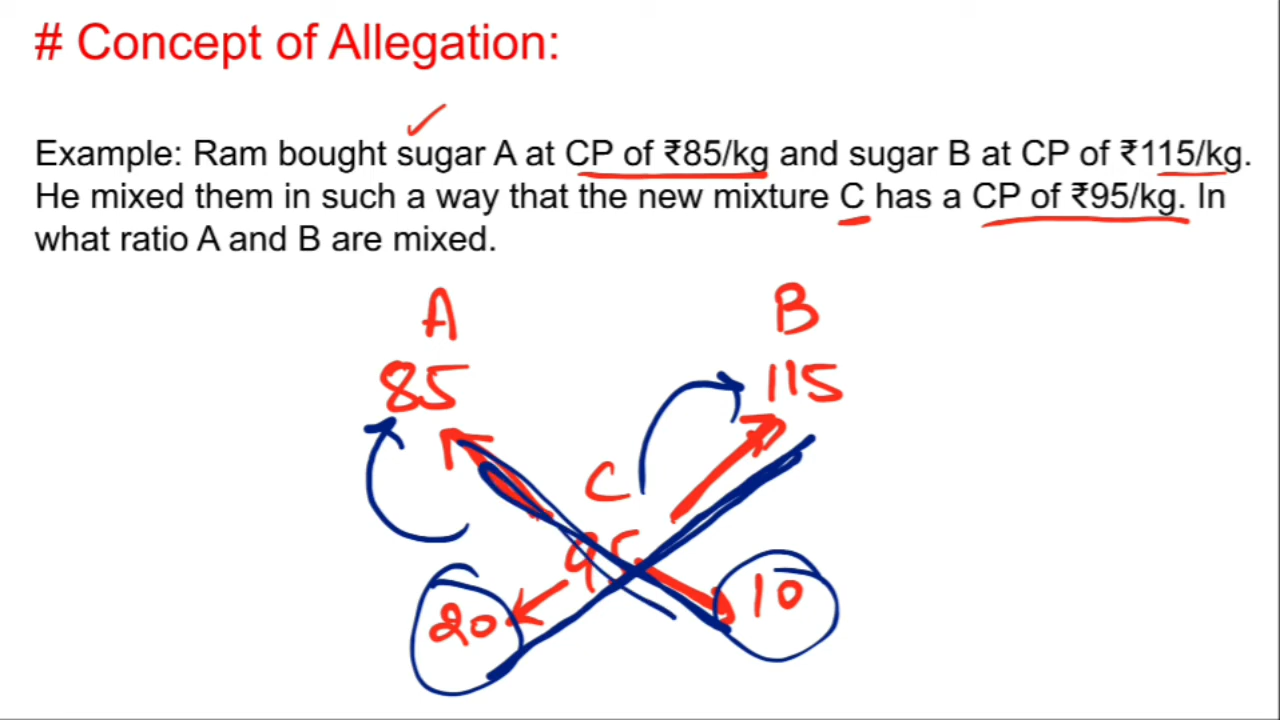 # Concept of Allegation:
Example: Ram bought sugar A at CP of ₹85/kg and sugar B at CP of ₹115/kg.
He mixed them in such a way that the new mixture C has a CP of ₹95/kg. In
what ratio A and B are mixed.
A B
85 115
C
95
20 10